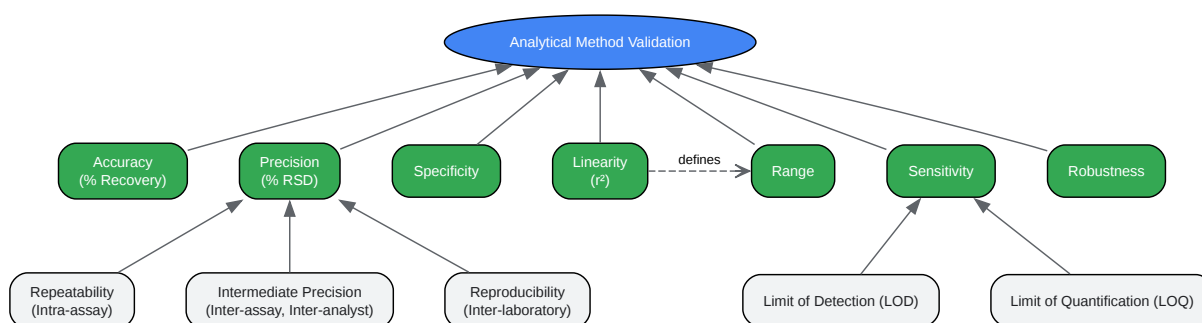 Analytical Method Validation
Accuracy
(% Recovery)
Precision
(% RSD)
Specificity
Linearity
(r²)
defines
Range
Sensitivity
Robustness
Repeatability
(Intra-assay)
Intermediate Precision
(Inter-assay, Inter-analyst)
Reproducibility
(Inter-laboratory)
Limit of Detection (LOD)
Limit of Quantification (LOQ)